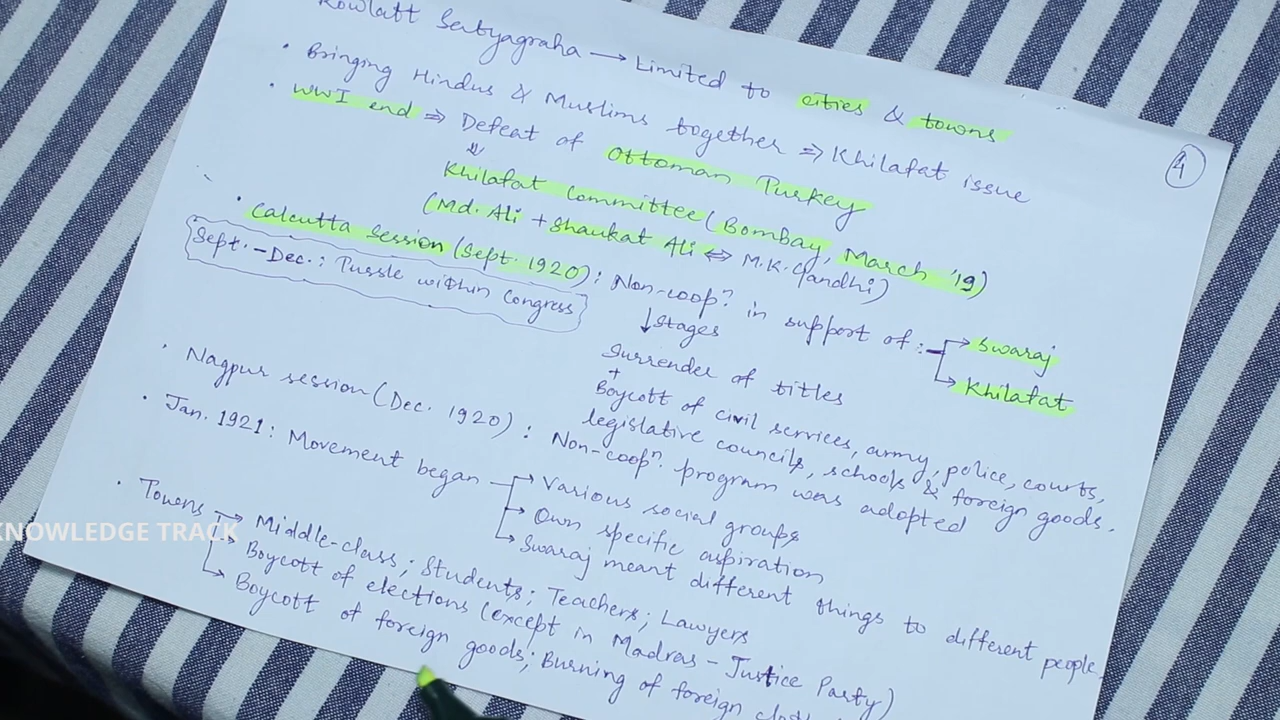 Rowlatt Satyagraha → Limited to cities & towns
4
• Bringing Hindus & Muslims together ⇒ Khilafat issue
• WWI end ⇒ Defeat of Ottoman Turkey
⇓
Khilafat Committee (Bombay, March '19)
(Md. Ali + Shaukat Ali ⇔ M.K. Gandhi)
• Calcutta Session (Sept. 1920): Non-coopn in support of :- → Swaraj
→ Khilafat
Sept. - Dec.: Tussle within Congress
↓ Stages
Surrender of titles
+
Boycott of civil services, army, police, courts,
legislative councils, schools & foreign goods.
• Nagpur session (Dec. 1920) : Non-coopn. program was adopted
• Jan. 1921: Movement began → Various social groups
→ Own specific aspiration
→ Swaraj meant different things to different people
• Towns → Middle-class; Students; Teachers; Lawyers
→ Boycott of elections (except in Madras - Justice Party)
→ Boycott of foreign goods; Burning of foreign
KNOWLEDGE TRACK